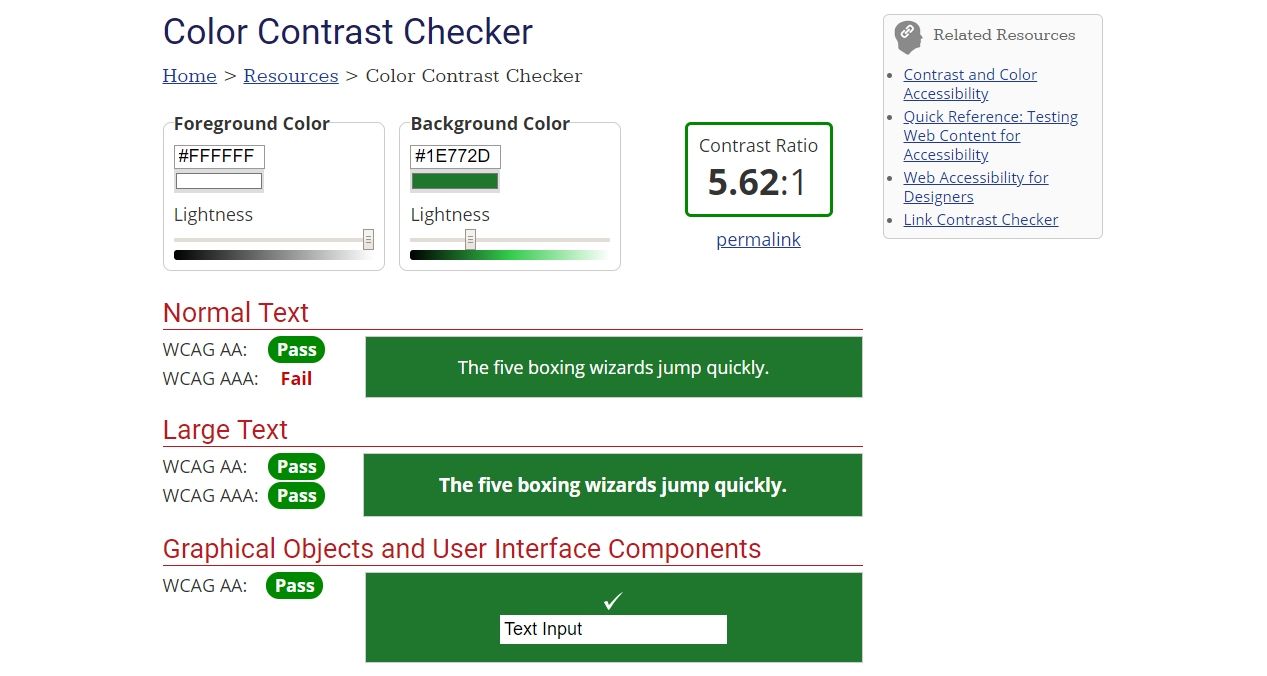 Color Contrast Checker
Home > Resources > Color Contrast Checker
Foreground Color
#FFFFFF
Lightness
Background Color
#1E772D
Lightness
Contrast Ratio
5.62:1
permalink
Related Resources
Contrast and Color
Accessibility
Quick Reference: Testing
Web Content for
Accessibility
Web Accessibility for
Designers
Link Contrast Checker
Normal Text
WCAG AA: Pass
WCAG AAA: Fail
The five boxing wizards jump quickly.
Large Text
WCAG AA: Pass
WCAG AAA: Pass
The five boxing wizards jump quickly.
Graphical Objects and User Interface Components
WCAG AA: Pass
Text Input